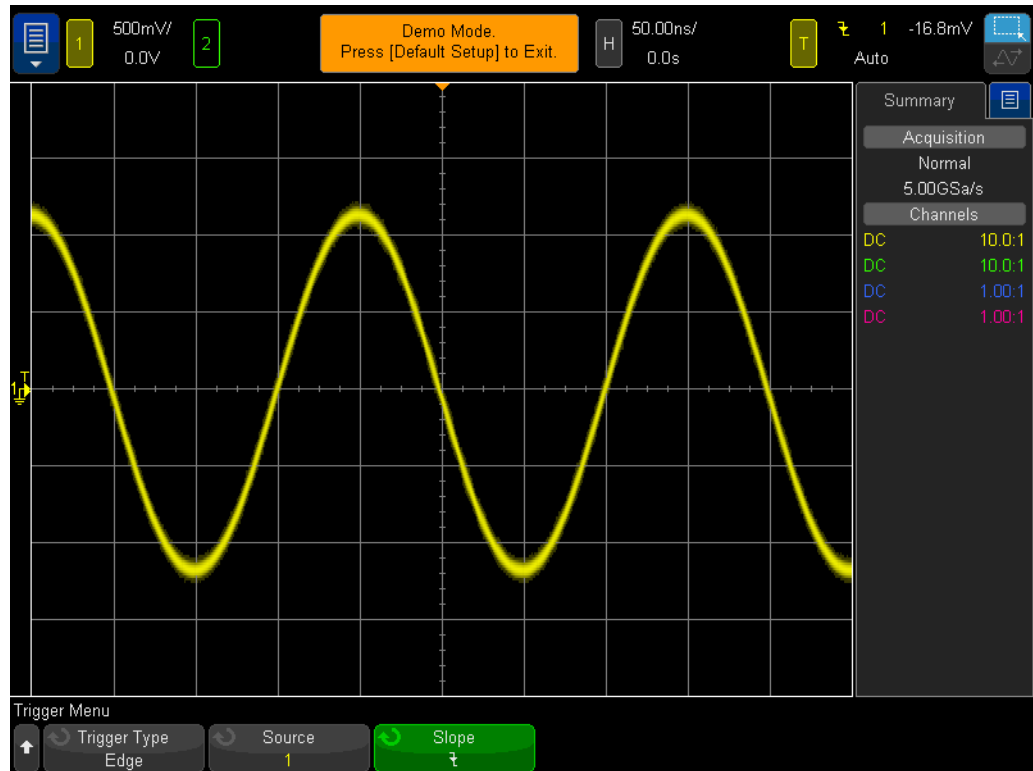 1
500mV/
0.0V
2
Demo Mode.
Press [Default Setup] to Exit.
H
50.00ns/
0.0s
T
1
-16.8mV
Auto
Summary
Acquisition
Normal
5.00GSa/s
Channels
DC 10.0:1
DC 10.0:1
DC 1.00:1
DC 1.00:1
T
1
Trigger Menu
Trigger Type
Edge
Source
1
Slope